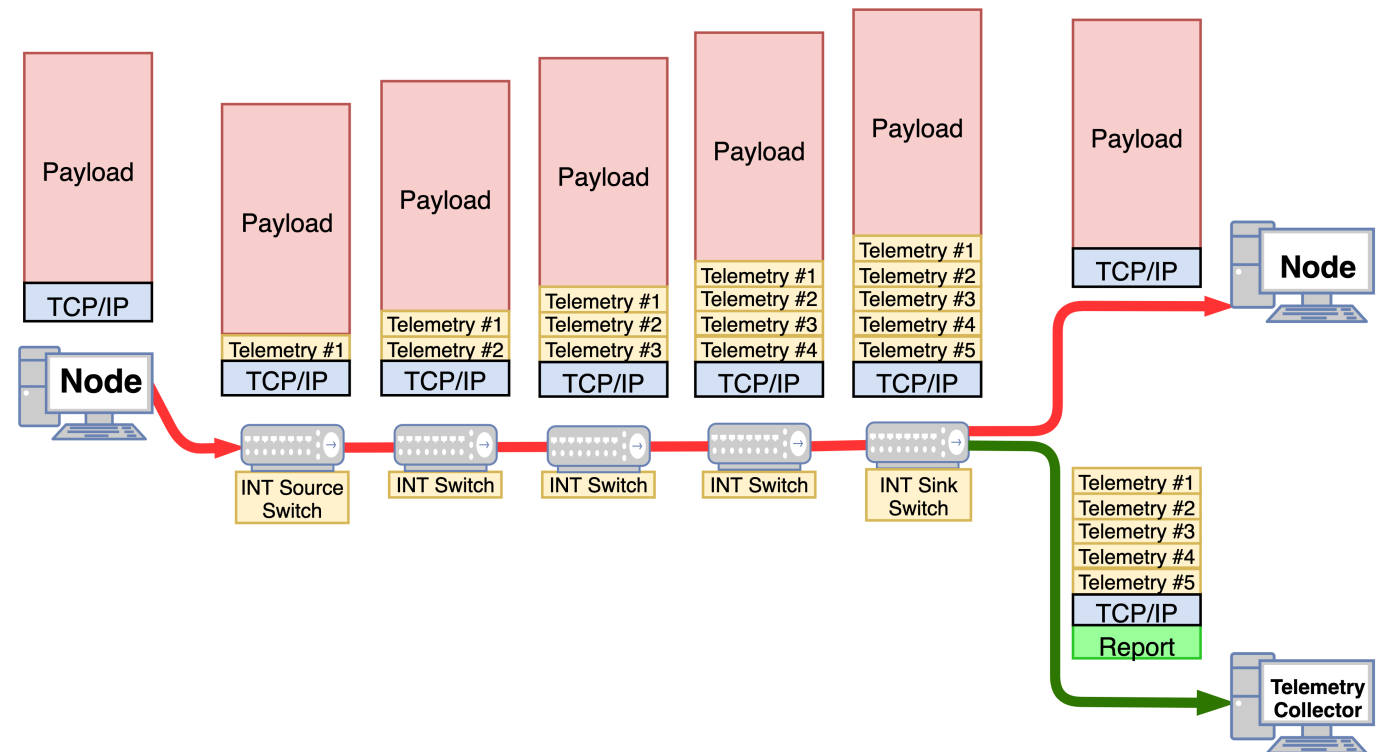 Payload
TCP/IP
Node
Payload
Telemetry #1
TCP/IP
INT Source
Switch
Payload
Telemetry #1
Telemetry #2
TCP/IP
INT Switch
Payload
Telemetry #1
Telemetry #2
Telemetry #3
TCP/IP
INT Switch
Payload
Telemetry #1
Telemetry #2
Telemetry #3
Telemetry #4
TCP/IP
INT Switch
Payload
Telemetry #1
Telemetry #2
Telemetry #3
Telemetry #4
Telemetry #5
TCP/IP
INT Sink
Switch
Payload
TCP/IP
Node
Telemetry #1
Telemetry #2
Telemetry #3
Telemetry #4
Telemetry #5
TCP/IP
Report
Telemetry
Collector